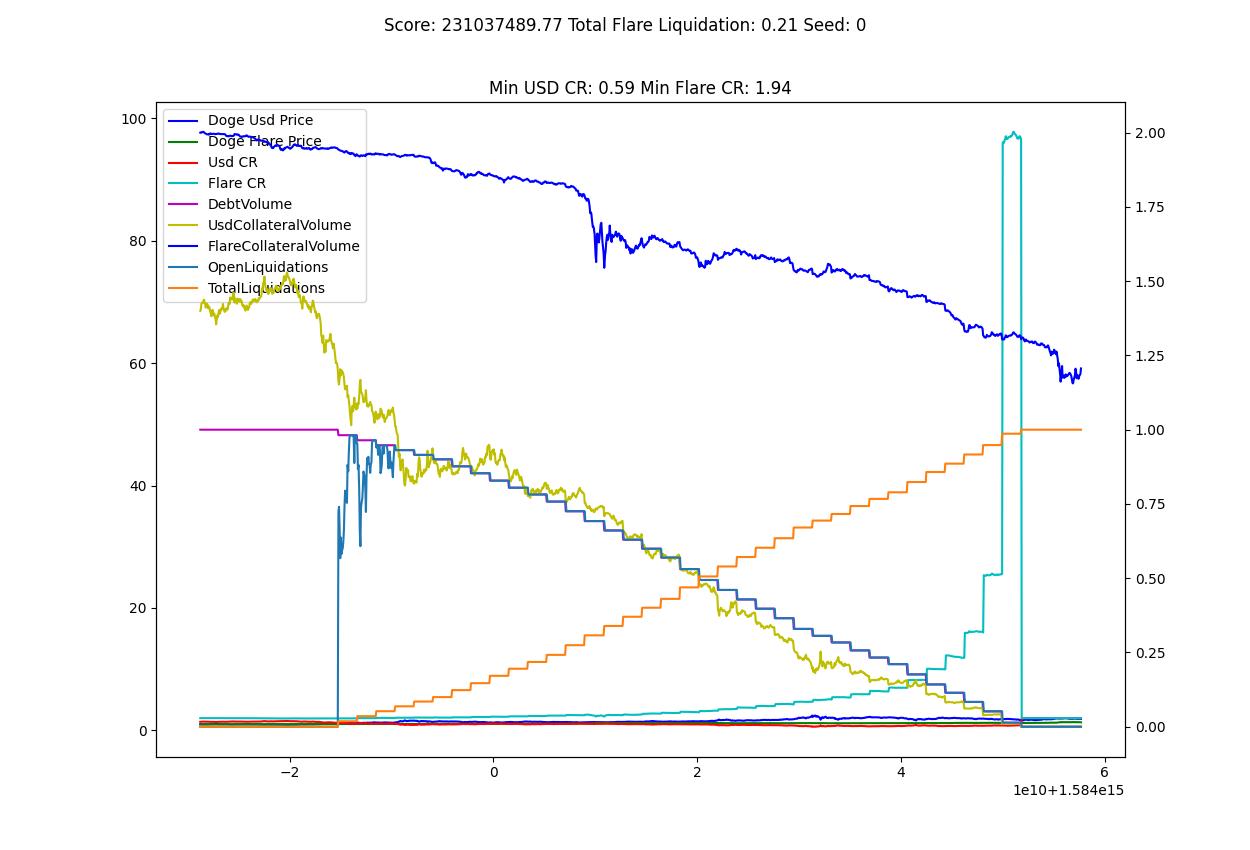 Score: 231037489.77 Total Flare Liquidation: 0.21 Seed: 0
Min USD CR: 0.59 Min Flare CR: 1.94
Doge Usd Price
Doge Flare Price
Usd CR
Flare CR
DebtVolume
UsdCollateralVolume
FlareCollateralVolume
OpenLiquidations
TotalLiquidations
100
80
60
40
20
0
2.00
1.75
1.50
1.25
1.00
0.75
0.50
0.25
0.00
−2
0
2
4
6
1e10+1.584e15